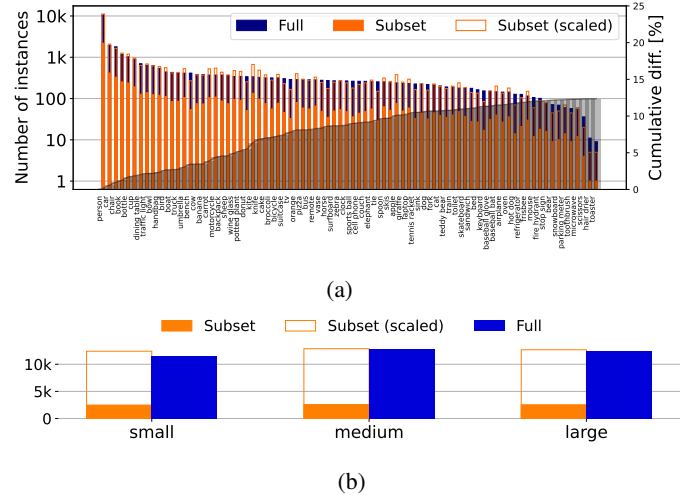 Full Subset Subset (scaled)
Number of instances
10k
1k
100
10
1
Cumulative diff. [%]
25
20
15
10
5
0
person
car
chair
book
bottle
cup
dining table
traffic light
bowl
handbag
bird
boat
truck
umbrella
bench
cow
banana
carrot
motorcycle
backpack
sheep
wine glass
potted plant
donut
kite
knife
cake
broccoli
bicycle
suitcase
orange
pizza
bus
remote
vase
horse
surfboard
zebra
clock
sports ball
cell phone
couch
elephant
tie
spoon
skis
apple
giraffe
laptop
tennis racket
sink
dog
fork
cat
teddy bear
train
toilet
skateboard
sandwich
bed
keyboard
baseball glove
baseball bat
airplane
oven
hot dog
refrigerator
frisbee
mouse
fire hydrant
stop sign
bear
snowboard
parking meter
toothbrush
microwave
scissors
hair drier
toaster
(a)
Subset Subset (scaled) Full
10k
5k
0
small medium large
(b)